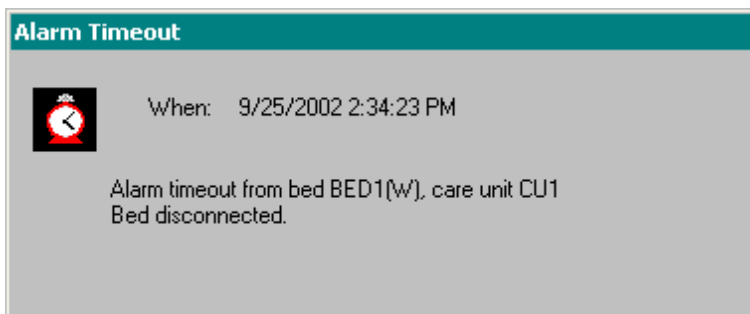 Alarm Timeout
When: 9/25/2002 2:34:23 PM
Alarm timeout from bed BED1(W), care unit CU1
Bed disconnected.